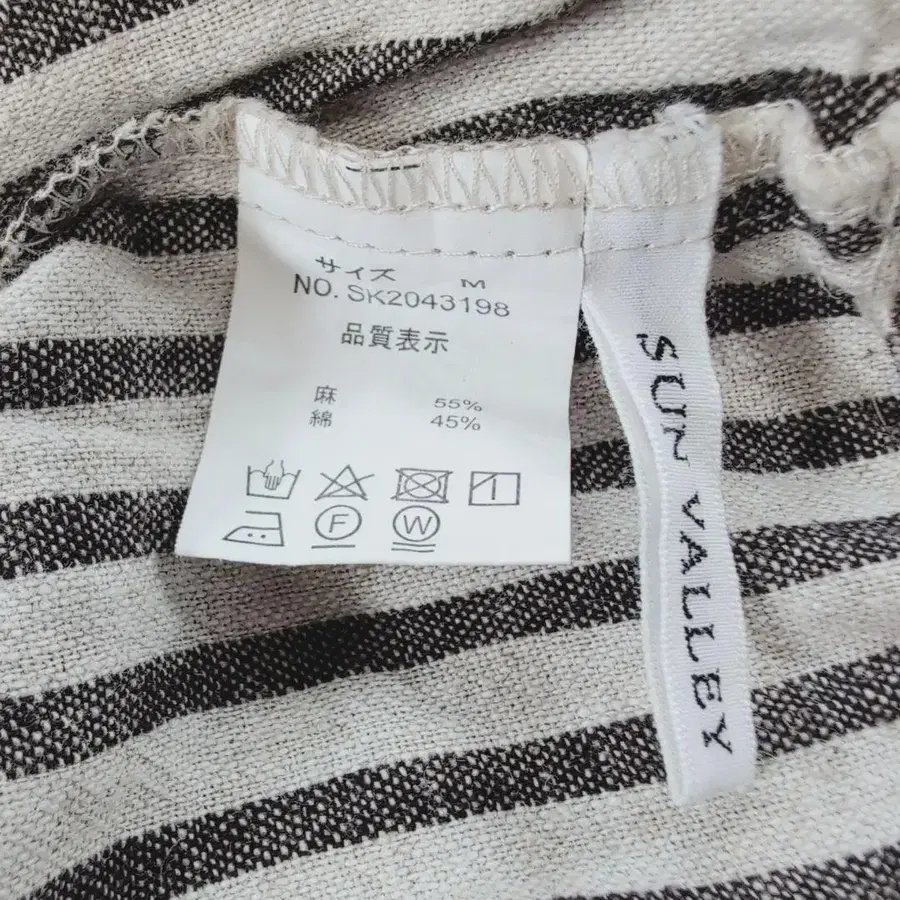 サイズ M
NO. SK2043198
品質表示
麻 55%
綿 45%
F
W
SUN VALLEY